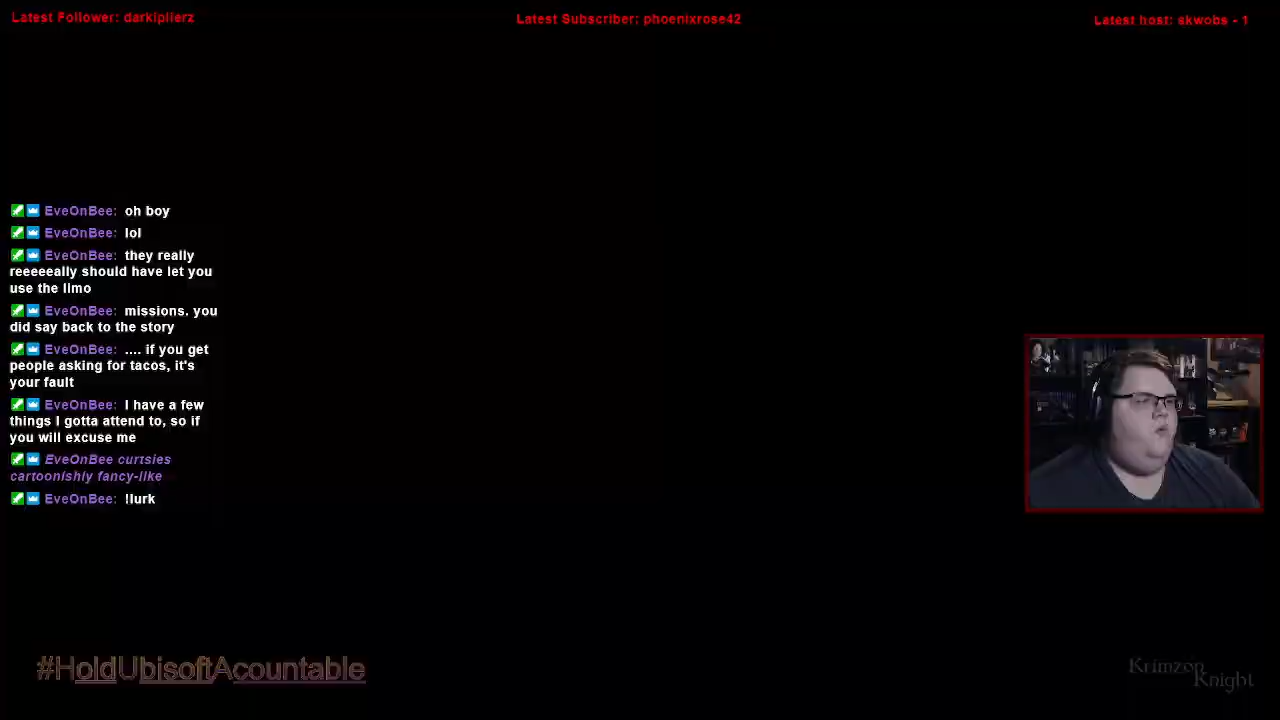 Latest Follower: darkiplierz
Latest Subscriber: phoenixrose42
Latest host: skwobs - 1
EveOnBee: oh boy
EveOnBee: lol
EveOnBee: they really
reeeeeally should have let you
use the limo
EveOnBee: missions. you
did say back to the story
EveOnBee: .... if you get
people asking for tacos, it's
your fault
EveOnBee: I have a few
things I gotta attend to, so if
you will excuse me
EveOnBee curtsies
cartoonishly fancy-like
EveOnBee: !lurk
#HoldUbisoftAcountable
Krimzon
Knight